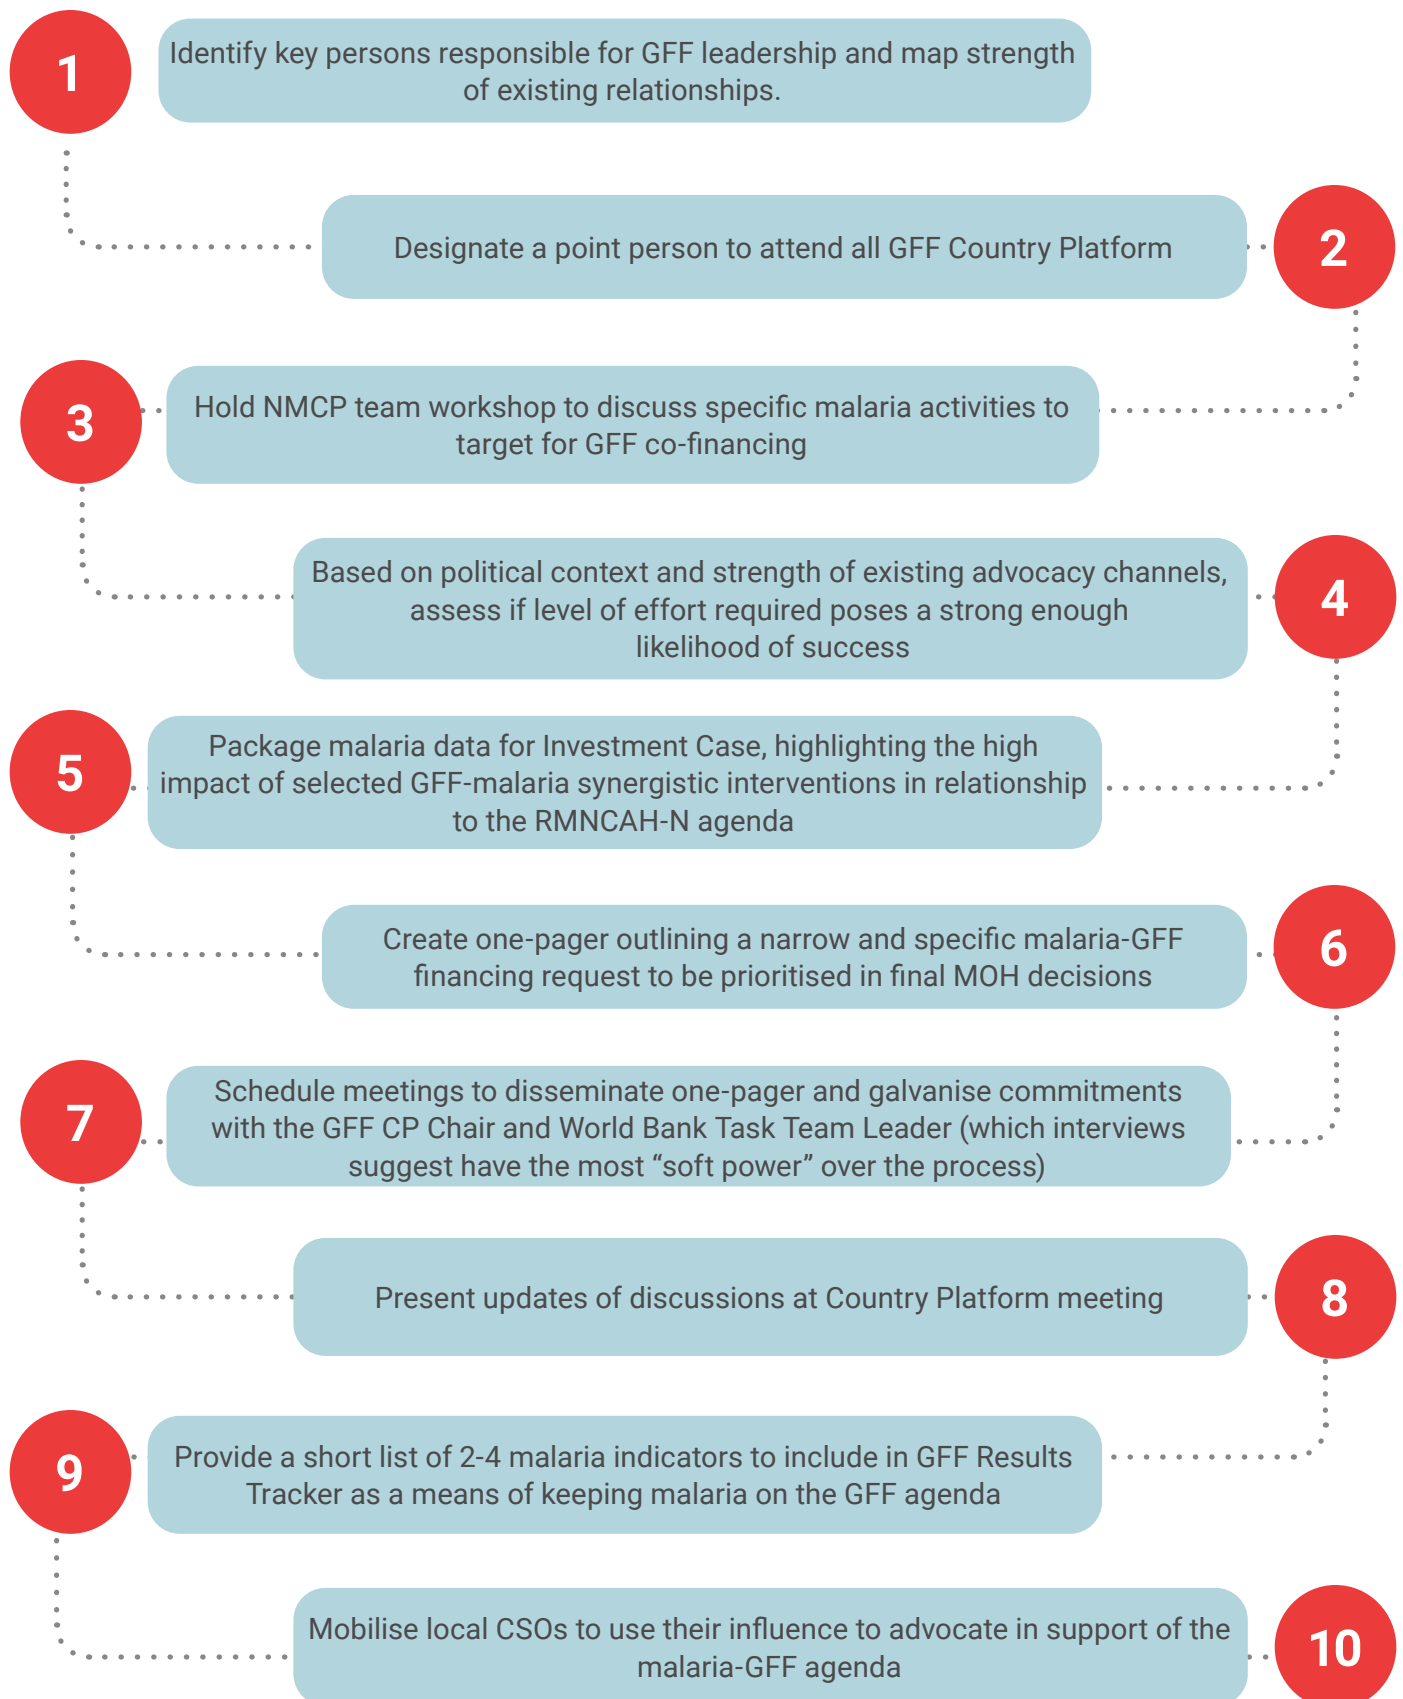 1
Identify key persons responsible for GFF leadership and map strength
of existing relationships.
Designate a point person to attend all GFF Country Platform
2
3
Hold NMCP team workshop to discuss specific malaria activities to
target for GFF co-financing
Based on political context and strength of existing advocacy channels,
assess if level of effort required poses a strong enough
likelihood of success
4
5
Package malaria data for Investment Case, highlighting the high
impact of selected GFF-malaria synergistic interventions in relationship
to the RMNCAH-N agenda
Create one-pager outlining a narrow and specific malaria-GFF
financing request to be prioritised in final MOH decisions
6
7
Schedule meetings to disseminate one-pager and galvanise commitments
with the GFF CP Chair and World Bank Task Team Leader (which interviews
suggest have the most “soft power” over the process)
Present updates of discussions at Country Platform meeting
8
9
Provide a short list of 2-4 malaria indicators to include in GFF Results
Tracker as a means of keeping malaria on the GFF agenda
Mobilise local CSOs to use their influence to advocate in support of the
malaria-GFF agenda
10